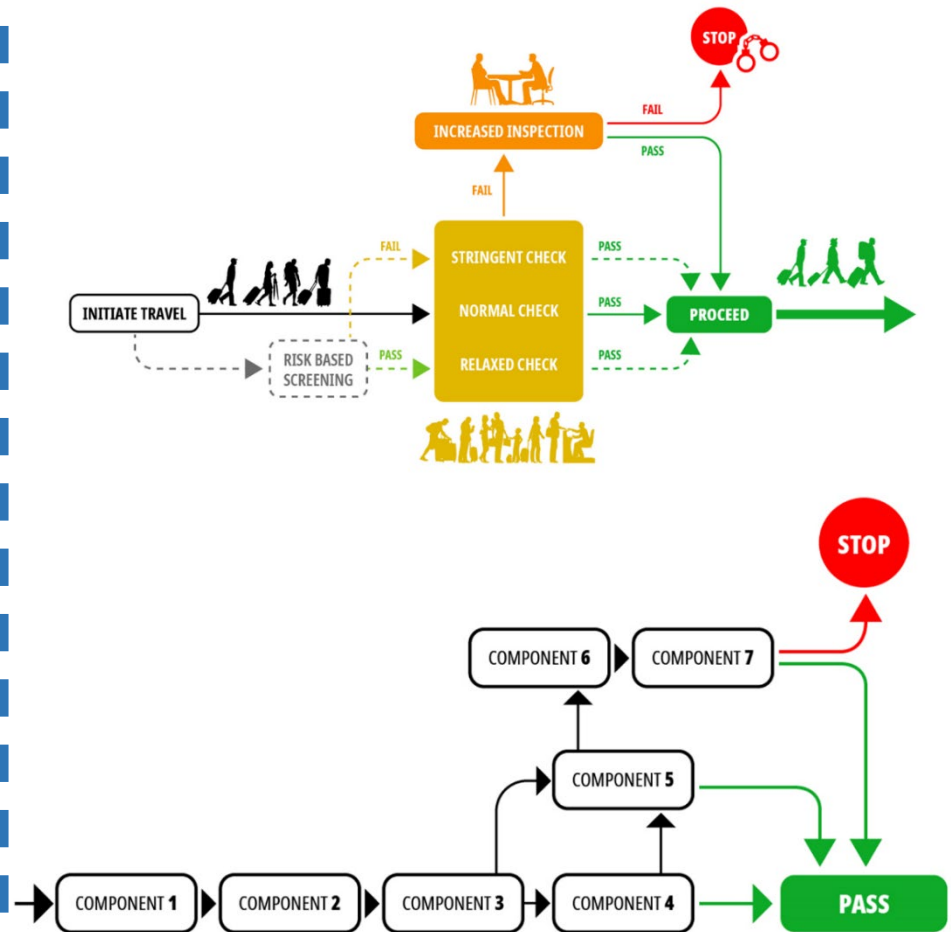 STOP
INCREASED INSPECTION
FAIL
PASS
FAIL
FAIL
STRINGENT CHECK
PASS
INITIATE TRAVEL
NORMAL CHECK
PASS
PROCEED
RISK BASED
SCREENING
PASS
RELAXED CHECK
PASS
STOP
COMPONENT 6
COMPONENT 7
COMPONENT 5
COMPONENT 1
COMPONENT 2
COMPONENT 3
COMPONENT 4
PASS